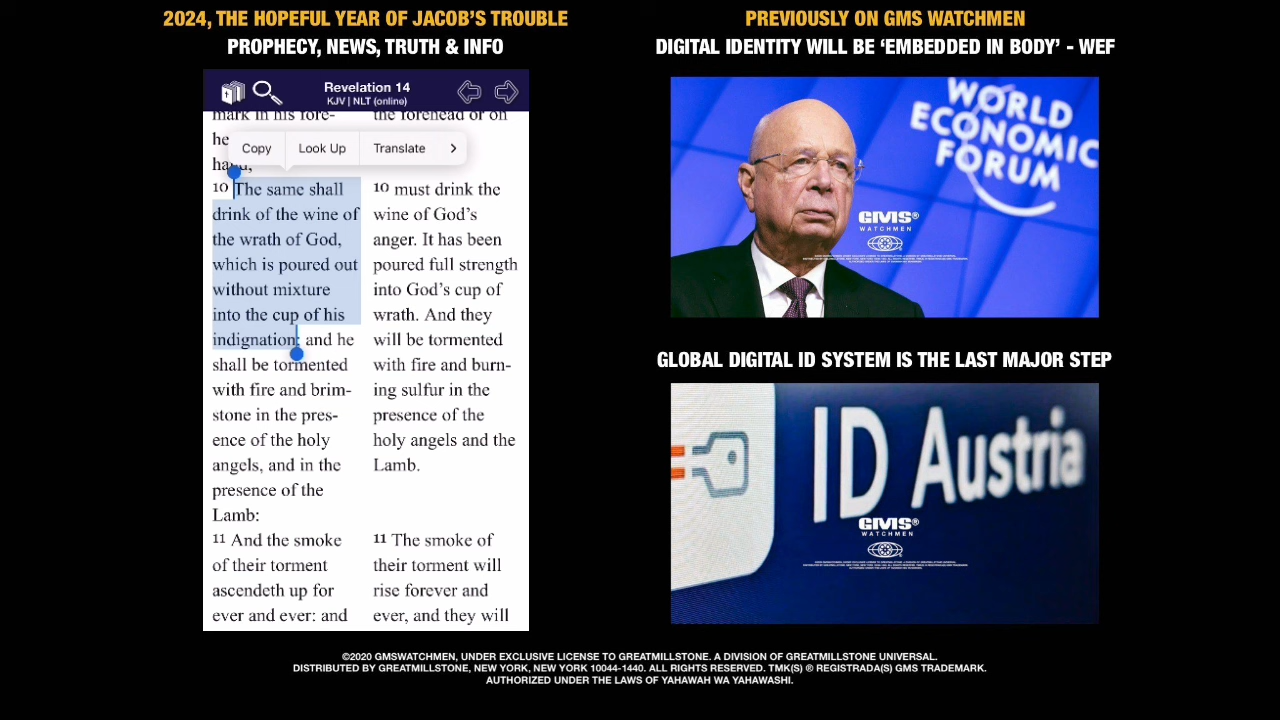 2024, THE HOPEFUL YEAR OF JACOB'S TROUBLE
PROPHECY, NEWS, TRUTH & INFO
Revelation 14
KJV | NLT (online)
mark in his fore-
he
hand,
Copy
Look Up
Translate
10 The same shall
drink of the wine of
the wrath of God,
which is poured out
without mixture
into the cup of his
indignation; and he
shall be tormented
with fire and brim-
stone in the pres-
ence of the holy
angels, and in the
presence of the
Lamb:
11 And the smoke
of their torment
ascendeth up for
ever and ever: and
the forehead or on
10 must drink the
wine of God's
anger. It has been
poured full strength
into God's cup of
wrath. And they
will be tormented
with fire and burn-
ing sulfur in the
presence of the
holy angels and the
Lamb.
11 The smoke of
their torment will
rise forever and
ever, and they will
PREVIOUSLY ON GMS WATCHMEN
DIGITAL IDENTITY WILL BE ‘EMBEDDED IN BODY’ - WEF
WORLD
ECONOMIC
FORUM
GMS®
WATCHMEN
GLOBAL DIGITAL ID SYSTEM IS THE LAST MAJOR STEP
ID Austria
GMS®
WATCHMEN
©2020 GMSWATCHMEN, UNDER EXCLUSIVE LICENSE TO GREATMILLSTONE. A DIVISION OF GREATMILLSTONE UNIVERSAL.
DISTRIBUTED BY GREATMILLSTONE, NEW YORK, NEW YORK 10044-1440. ALL RIGHTS RESERVED. TMK(S) ® REGISTRADA(S) GMS TRADEMARK.
AUTHORIZED UNDER THE LAWS OF YAHAWAH WA YAHAWASHI.